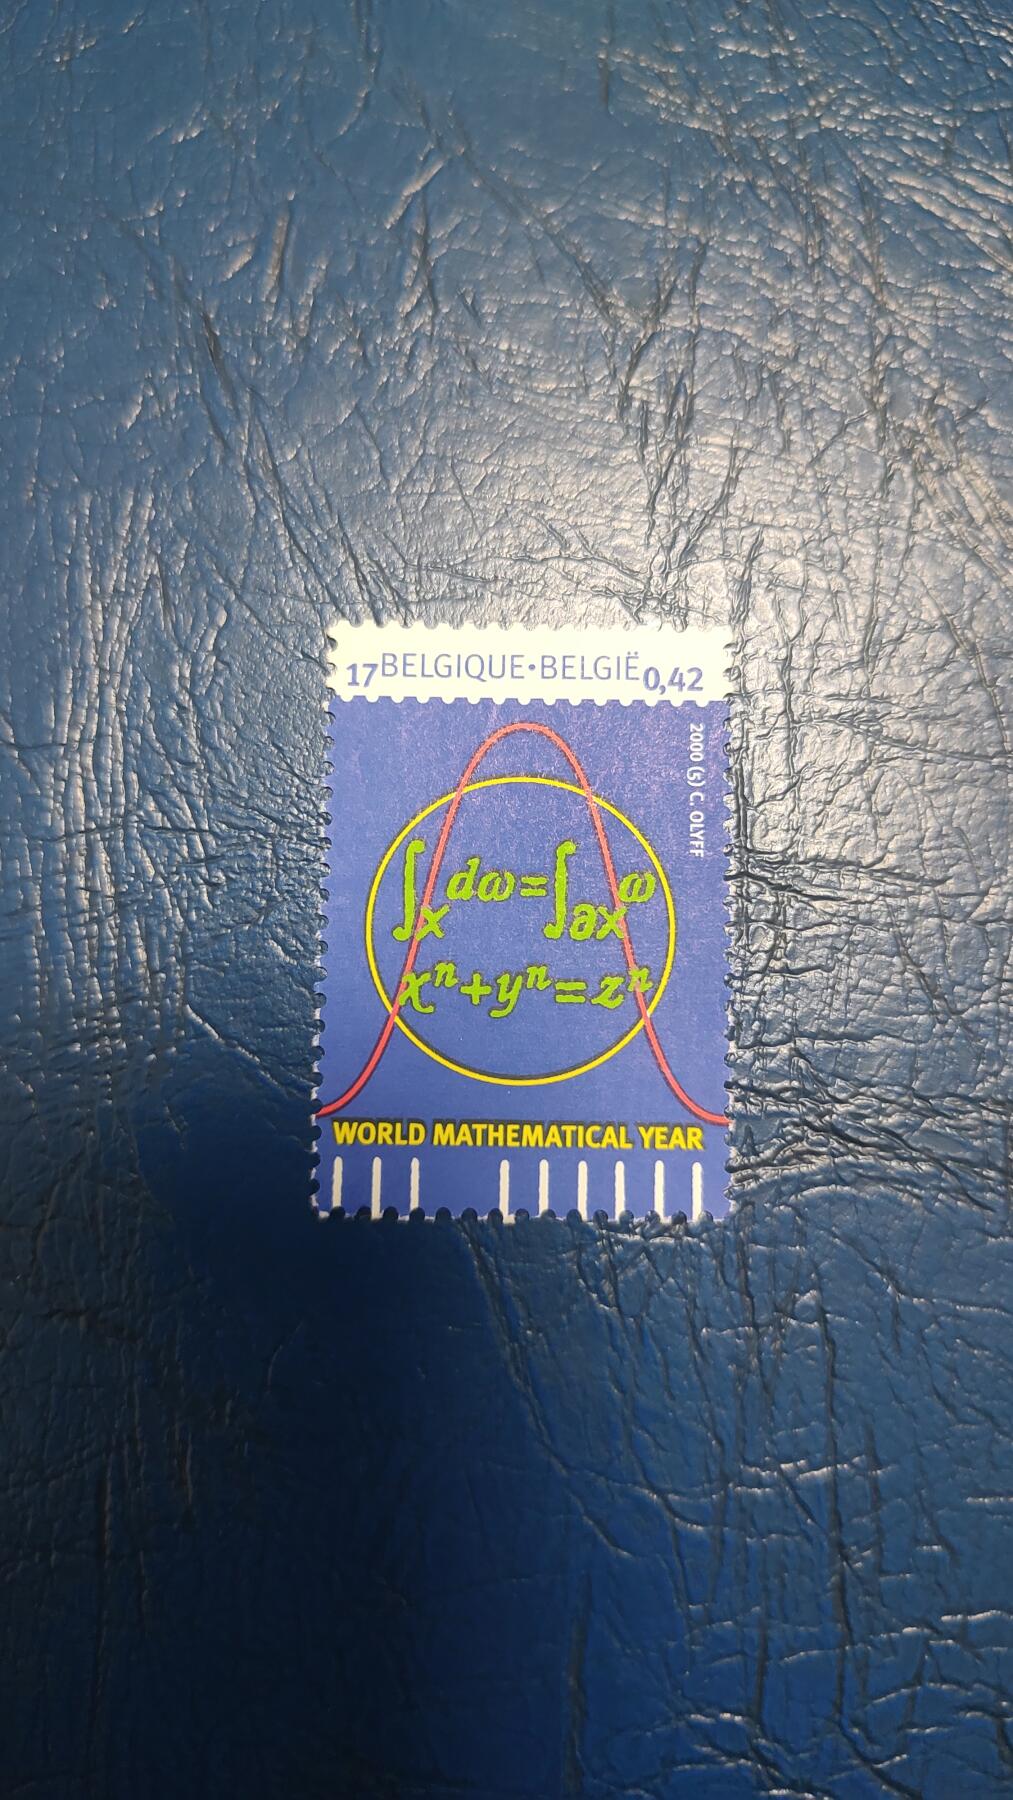 17 BELGIQUE•BELGIË 0,42
2000 (5) C. OLYFF
∫ₓ dω = ∫∂ₓ ω
xⁿ+yⁿ=zⁿ
WORLD MATHEMATICAL YEAR